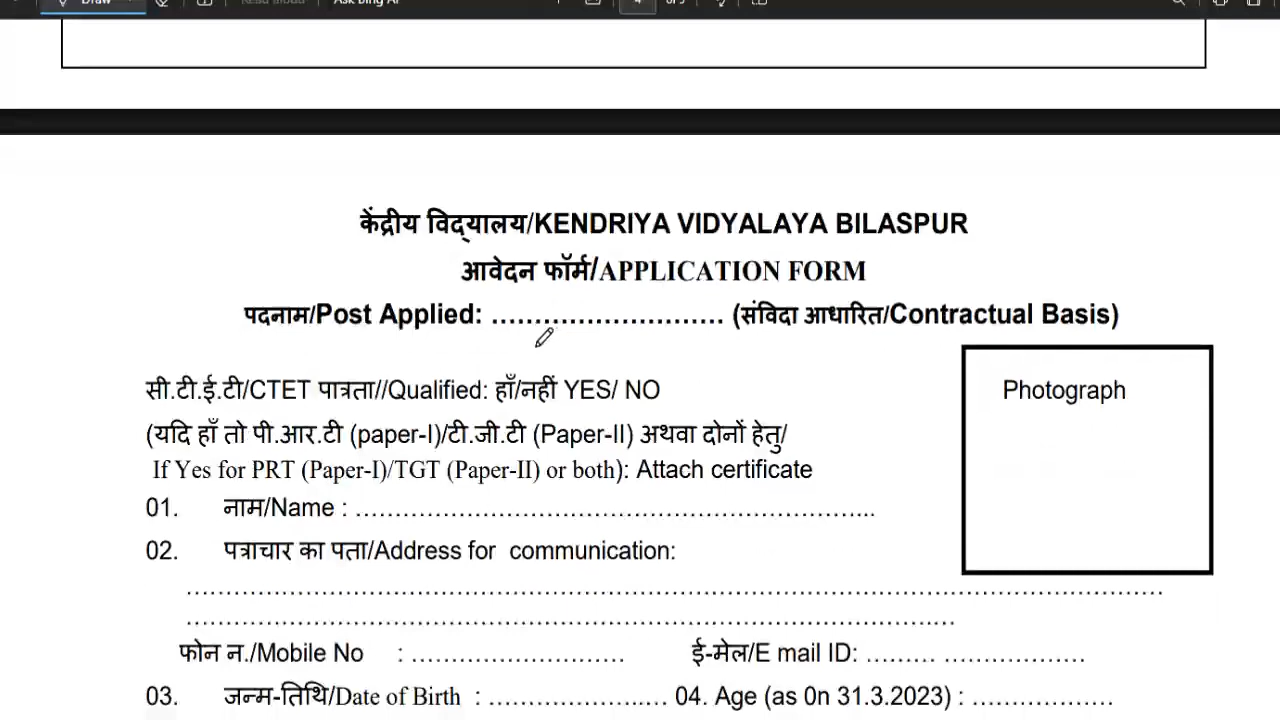 केंद्रीय विद्‌यालय/KENDRIYA VIDYALAYA BILASPUR
आवेदन फॉर्म/APPLICATION FORM
पदनाम/Post Applied: ........................... (संविदा आधारित/Contractual Basis)
सी.टी.ई.टी/CTET पात्रता//Qualified: हाँ/नहीं YES/ NO
Photograph
(यदि हाँ तो पी.आर.टी (paper-I)/टी.जी.टी (Paper-II) अथवा दोनों हेतु/
If Yes for PRT (Paper-I)/TGT (Paper-II) or both): Attach certificate
01. नाम/Name : ...............................................................
02. पत्राचार का पता/Address for communication:
फोन न./Mobile No : ........................... ई-मेल/E mail ID: ......... ..................
03. जन्म-तिथि/Date of Birth : ....................... 04. Age (as 0n 31.3.2023) : ..................